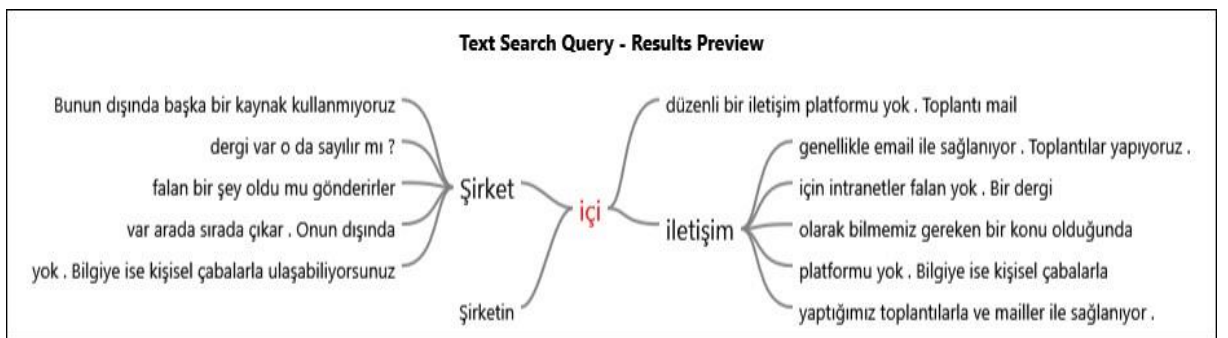 Text Search Query - Results Preview
Bunun dışında başka bir kaynak kullanmıyoruz
dergi var o da sayılır mı ?
falan bir şey oldu mu gönderirler
var arada sırada çıkar . Onun dışında
yok . Bilgiye ise kişisel çabalarla ulaşabiliyorsunuz
Şirket
Şirketin
içi
düzenli bir iletişim platformu yok . Toplantı mail
iletişim
genellikle email ile sağlanıyor . Toplantılar yapıyoruz .
için intranetler falan yok . Bir dergi
olarak bilmemiz gereken bir konu olduğunda
platformu yok . Bilgiye ise kişisel çabalarla
yaptığımız toplantılarla ve mailler ile sağlanıyor .